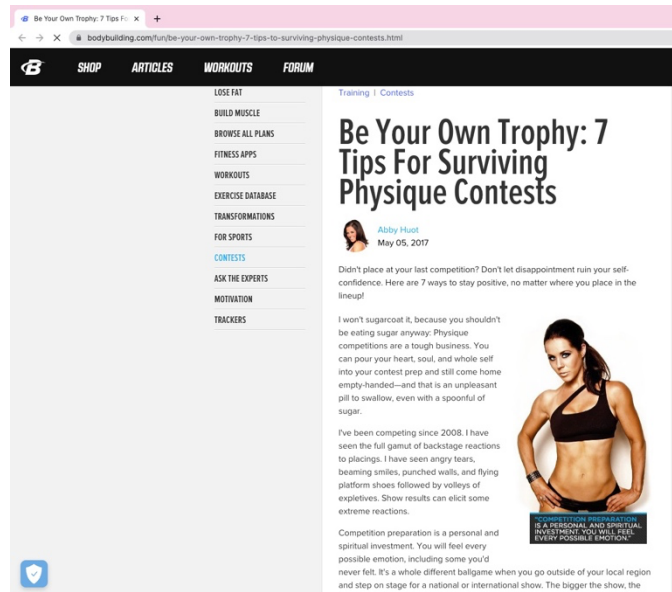 Be Your Own Trophy: 7 Tips Fo
bodybuilding.com/fun/be-your-own-trophy-7-tips-to-surviving-physique-contests.html
B SHOP ARTICLES WORKOUTS FORUM
LOSE FAT
BUILD MUSCLE
BROWSE ALL PLANS
FITNESS APPS
WORKOUTS
EXERCISE DATABASE
TRANSFORMATIONS
FOR SPORTS
CONTESTS
ASK THE EXPERTS
MOTIVATION
TRACKERS
Training | Contests
Be Your Own Trophy: 7
Tips For Surviving
Physique Contests
Abby Huot
May 05, 2017
Didn't place at your last competition? Don't let disappointment ruin your self-
confidence. Here are 7 ways to stay positive, no matter where you place in the
lineup!
I won't sugarcoat it, because you shouldn't
be eating sugar anyway: Physique
competitions are a tough business. You
can pour your heart, soul, and whole self
into your contest prep and still come home
empty-handed—and that is an unpleasant
pill to swallow, even with a spoonful of
sugar.
I've been competing since 2008. I have
seen the full gamut of backstage reactions
to placings. I have seen angry tears,
beaming smiles, punched walls, and flying
platform shoes followed by volleys of
expletives. Show results can elicit some
extreme reactions.
"COMPETITION PREPARATION
IS A PERSONAL AND SPIRITUAL
INVESTMENT. YOU WILL FEEL
EVERY POSSIBLE EMOTION."
Competition preparation is a personal and
spiritual investment. You will feel every
possible emotion, including some you'd
never felt. It's a whole different ballgame when you go outside of your local region
and step on stage for a national or international show. The bigger the show, the